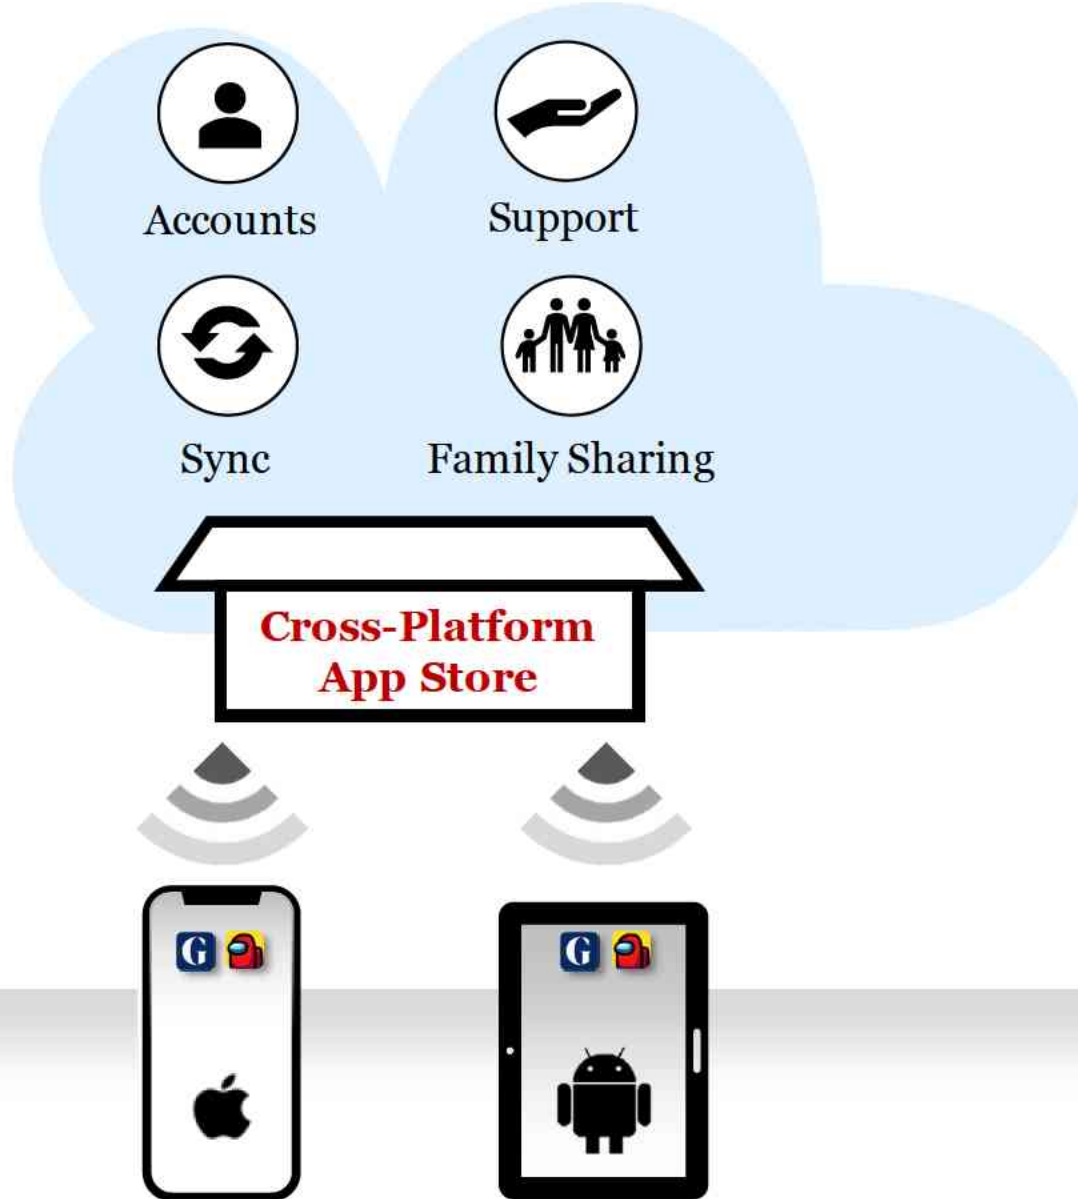 Accounts
Support
Sync
Family Sharing
Cross-Platform
App Store
G
G